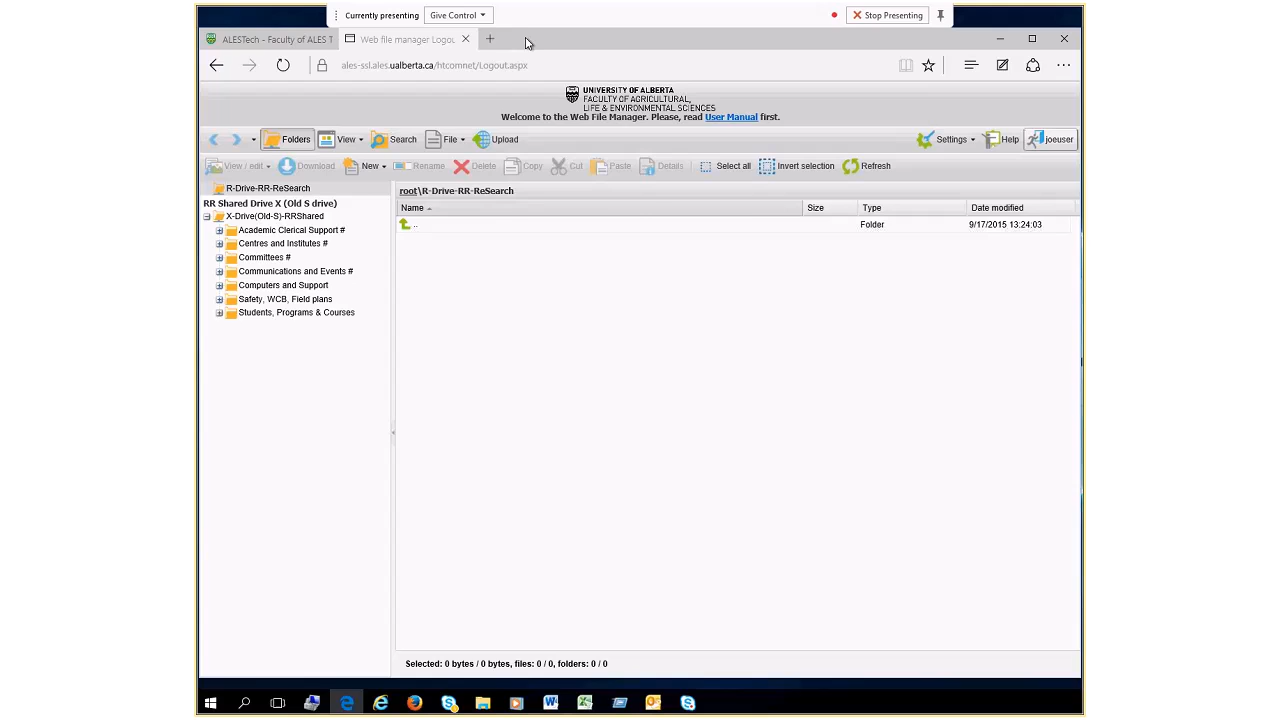 Currently presenting Give Control Stop Presenting
ALESTech - Faculty of ALES T Web file manager Logou
ales-ssl.ales.ualberta.ca/htcomnet/Logout.aspx
UNIVERSITY OF ALBERTA
FACULTY OF AGRICULTURAL,
LIFE & ENVIRONMENTAL SCIENCES
Welcome to the Web File Manager. Please, read User Manual first.
Folders View Search File Upload Settings Help joeuser
View / edit Download New Rename Delete Copy Cut Paste Details Select all Invert selection Refresh
R-Drive-RR-ReSearch
RR Shared Drive X (Old S drive)
X-Drive(Old-S)-RRShared
Academic Clerical Support #
Centres and Institutes #
Committees #
Communications and Events #
Computers and Support
Safety, WCB, Field plans
Students, Programs & Courses
root\R-Drive-RR-ReSearch
Name Size Type Date modified
.. Folder 9/17/2015 13:24:03
Selected: 0 bytes / 0 bytes, files: 0 / 0, folders: 0 / 0